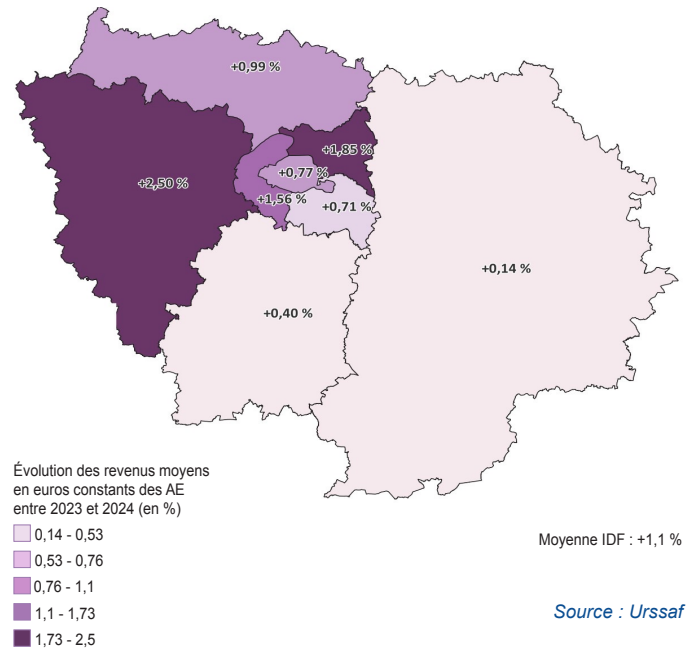 +0,99 %
+1,85 %
+2,50 %
+0,77 %
+1,56 %
+0,71 %
+0,14 %
+0,40 %
Évolution des revenus moyens
en euros constants des AE
entre 2023 et 2024 (en %)
0,14 - 0,53
0,53 - 0,76
0,76 - 1,1
1,1 - 1,73
1,73 - 2,5
Moyenne IDF : +1,1 %
Source : Urssaf